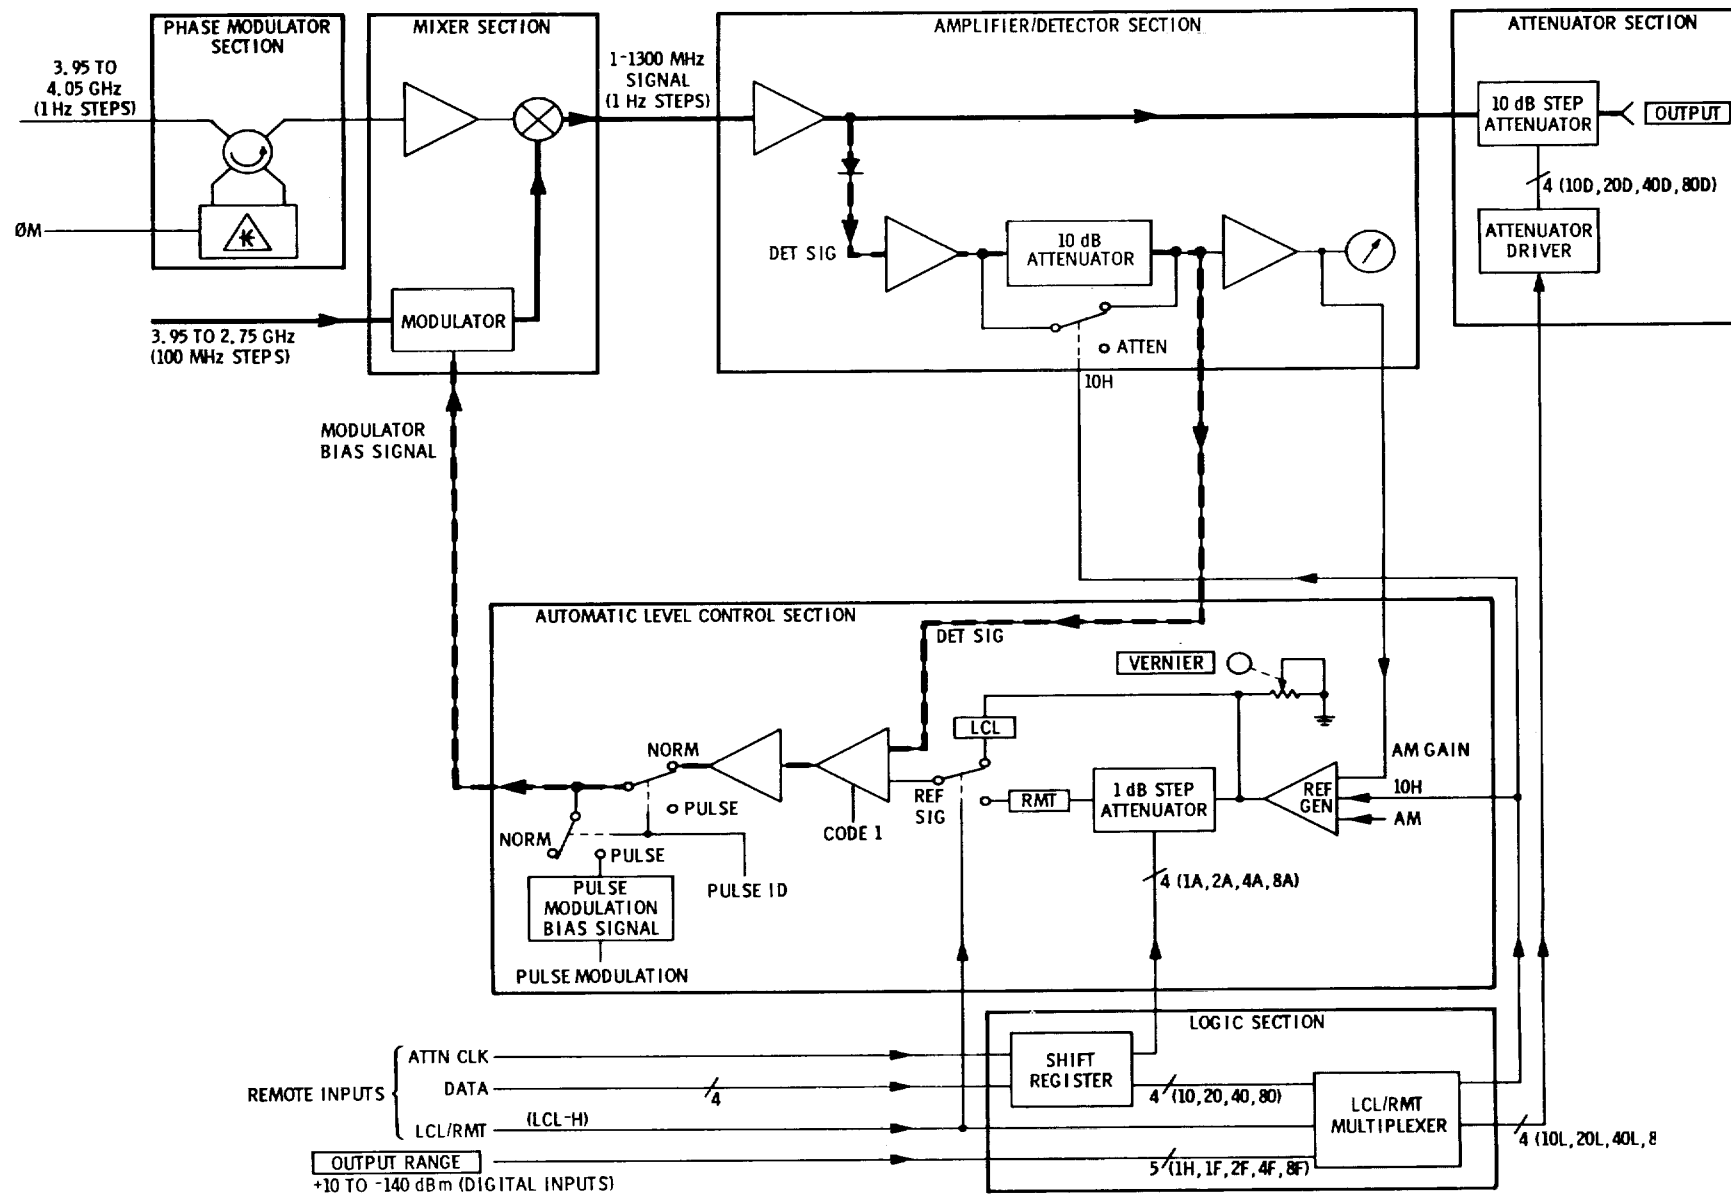 PHASE MODULATOR
SECTION
MIXER SECTION
AMPLIFIER/DETECTOR SECTION
ATTENUATOR SECTION
3.95 TO
4.05 GHz
(1 Hz STEPS)
1-1300 MHz
SIGNAL
(1 Hz STEPS)
10 dB STEP
ATTENUATOR
OUTPUT
4 (10D, 20D, 40D, 80D)
ØM
DET SIG
10 dB
ATTENUATOR
ATTENUATOR
DRIVER
MODULATOR
3.95 TO 2.75 GHz
(100 MHz STEPS)
ATTEN
10H
MODULATOR
BIAS SIGNAL
AUTOMATIC LEVEL CONTROL SECTION
DET SIG
VERNIER
LCL
NORM
AM GAIN
PULSE
REF
SIG
RMT
1 dB STEP
ATTENUATOR
REF
GEN
10H
AM
CODE 1
NORM
PULSE
PULSE ID
4 (1A, 2A, 4A, 8A)
PULSE
MODULATION
BIAS SIGNAL
PULSE MODULATION
LOGIC SECTION
REMOTE INPUTS
ATTN CLK
DATA
4
LCL/RMT
(LCL-H)
SHIFT
REGISTER
4 (10, 20, 40, 80)
LCL/RMT
MULTIPLEXER
4 (10L, 20L, 40L, 8
OUTPUT RANGE
5 (1H, 1F, 2F, 4F, 8F)
+10 TO -140 dBm (DIGITAL INPUTS)